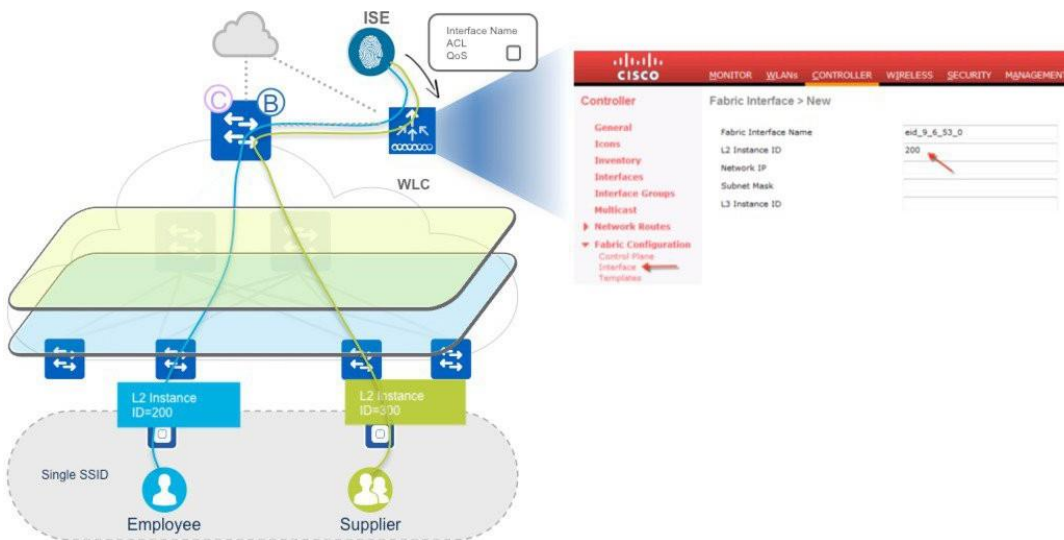 ISE
Interface Name
ACL
QoS
C
B
WLC
L2 Instance
ID=200
L2 Instance
ID=300
Single SSID
Employee
Supplier
CISCO
MONITOR WLANs CONTROLLER WIRELESS SECURITY MANAGEMENT
Controller
General
Icons
Inventory
Interfaces
Interface Groups
Multicast
Network Routes
Fabric Configuration
Control Plane
Interface
Templates
Fabric Interface > New
Fabric Interface Name eid_9_6_53_0
L2 Instance ID 200
Network IP
Subnet Mask
L3 Instance ID